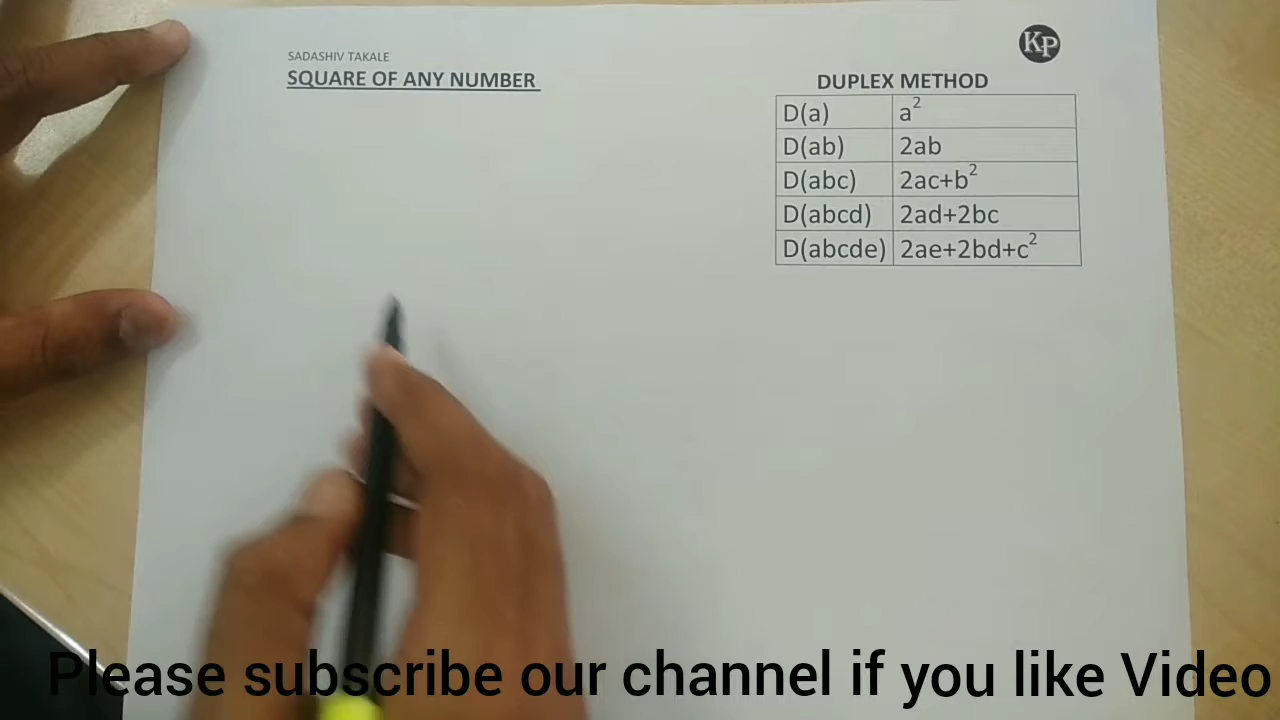 SADASHIV TAKALE
SQUARE OF ANY NUMBER
KP
DUPLEX METHOD
D(a) a²
D(ab) 2ab
D(abc) 2ac+b²
D(abcd) 2ad+2bc
D(abcde) 2ae+2bd+c²
Please subscribe our channel if you like Video